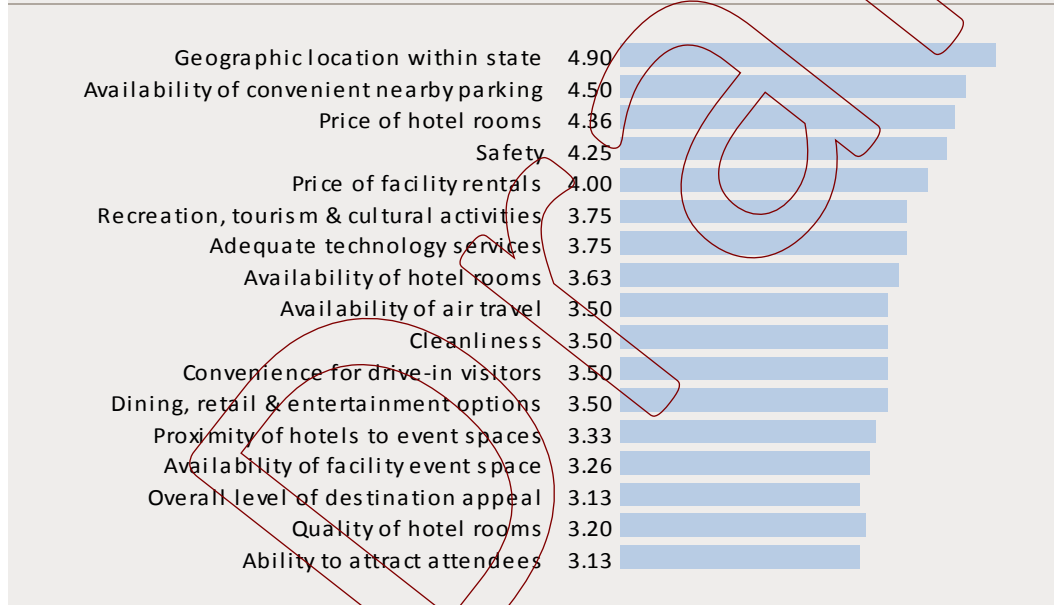 Geographic location within state 4.90
Availability of convenient nearby parking 4.50
Price of hotel rooms 4.36
Safety 4.25
Price of facility rentals 4.00
Recreation, tourism & cultural activities 3.75
Adequate technology services 3.75
Availability of hotel rooms 3.63
Availability of air travel 3.50
Cleanliness 3.50
Convenience for drive-in visitors 3.50
Dining, retail & entertainment options 3.50
Proximity of hotels to event spaces 3.33
Availability of facility event space 3.26
Overall level of destination appeal 3.13
Quality of hotel rooms 3.20
Ability to attract attendees 3.13